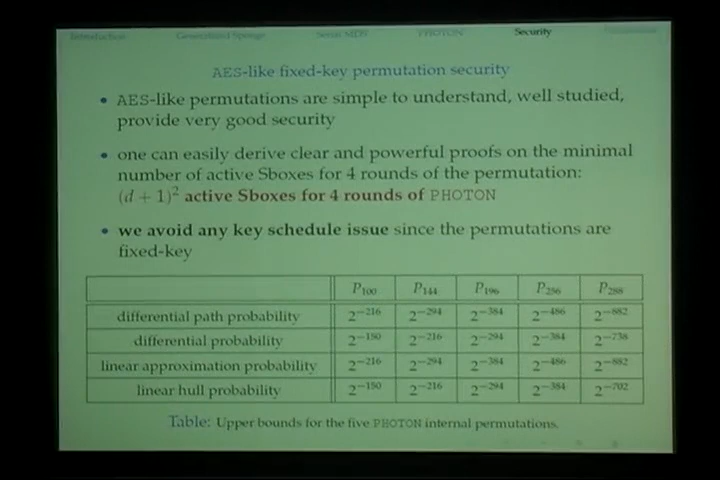 Introduction Generalized Sponge Serial MDS PHOTON Security
AES-like fixed-key permutation security
• AES-like permutations are simple to understand, well studied,
provide very good security
• one can easily derive clear and powerful proofs on the minimal
number of active Sboxes for 4 rounds of the permutation:
(d + 1)² active Sboxes for 4 rounds of PHOTON
• we avoid any key schedule issue since the permutations are
fixed-key
P₁₀₀ P₁₄₄ P₁₉₆ P₂₅₆ P₂₈₈
differential path probability 2⁻²¹⁶ 2⁻²⁹⁴ 2⁻³⁸⁴ 2⁻⁴⁸⁶ 2⁻⁸⁸²
differential probability 2⁻¹⁵⁰ 2⁻²¹⁶ 2⁻²⁹⁴ 2⁻³⁸⁴ 2⁻⁷³⁸
linear approximation probability 2⁻²¹⁶ 2⁻²⁹⁴ 2⁻³⁸⁴ 2⁻⁴⁸⁶ 2⁻⁸⁸²
linear hull probability 2⁻¹⁵⁰ 2⁻²¹⁶ 2⁻²⁹⁴ 2⁻³⁸⁴ 2⁻⁷⁰²
Table: Upper bounds for the five PHOTON internal permutations.